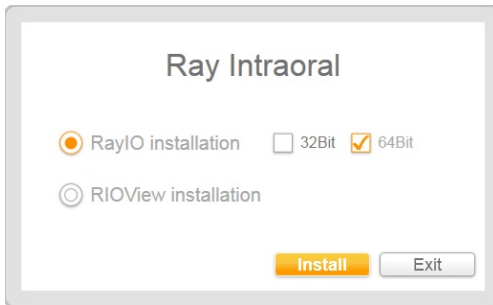 Ray Intraoral
RayIO installation 32Bit 64Bit
RIOView installation
Install Exit